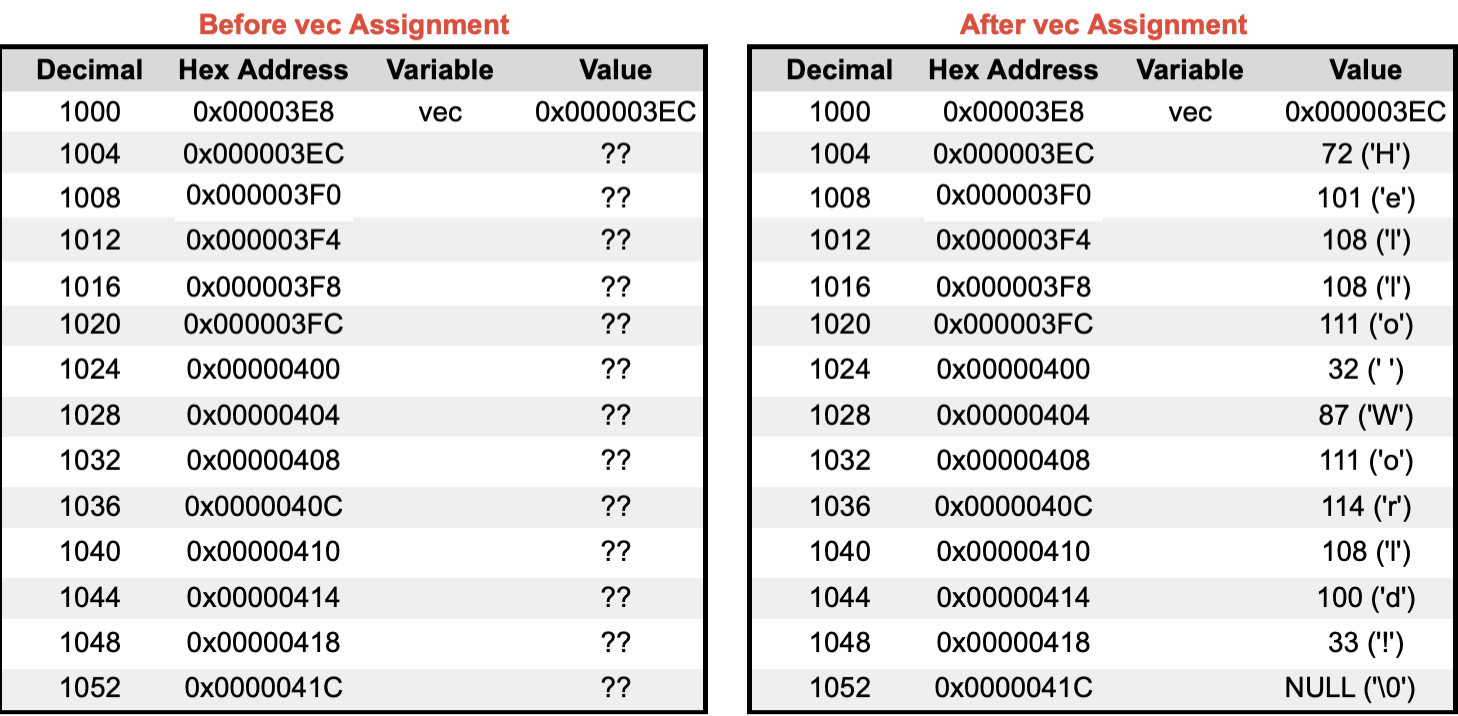 Before vec Assignment
Decimal Hex Address Variable Value
1000 0x00003E8 vec 0x000003EC
1004 0x000003EC ??
1008 0x000003F0 ??
1012 0x000003F4 ??
1016 0x000003F8 ??
1020 0x000003FC ??
1024 0x00000400 ??
1028 0x00000404 ??
1032 0x00000408 ??
1036 0x0000040C ??
1040 0x00000410 ??
1044 0x00000414 ??
1048 0x00000418 ??
1052 0x0000041C ??
After vec Assignment
Decimal Hex Address Variable Value
1000 0x00003E8 vec 0x000003EC
1004 0x000003EC 72 ('H')
1008 0x000003F0 101 ('e')
1012 0x000003F4 108 ('l')
1016 0x000003F8 108 ('l')
1020 0x000003FC 111 ('o')
1024 0x00000400 32 (' ')
1028 0x00000404 87 ('W')
1032 0x00000408 111 ('o')
1036 0x0000040C 114 ('r')
1040 0x00000410 108 ('l')
1044 0x00000414 100 ('d')
1048 0x00000418 33 ('!')
1052 0x0000041C NULL ('\0')